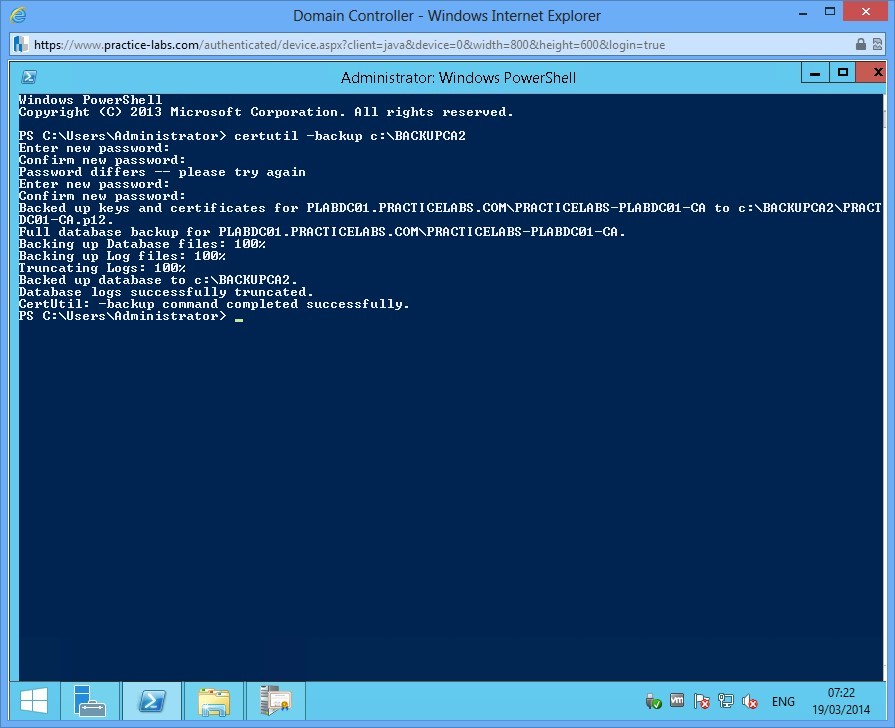 Domain Controller - Windows Internet Explorer
https://www.practice-labs.com/authenticated/device.aspx?client=java&device=0&width=800&height=600&login=true
Administrator: Windows PowerShell
Windows PowerShell
Copyright (C) 2013 Microsoft Corporation. All rights reserved.
PS C:\Users\Administrator> certutil -backup c:\BACKUPCA2
Enter new password:
Confirm new password:
Password differs -- please try again
Enter new password:
Confirm new password:
Backed up keys and certificates for PLABDC01.PRACTICELABS.COM\PRACTICELABS-PLABDC01-CA to c:\BACKUPCA2\PRACT
DC01-CA.p12.
Full database backup for PLABDC01.PRACTICELABS.COM\PRACTICELABS-PLABDC01-CA.
Backing up Database files: 100%
Backing up Log files: 100%
Truncating Logs: 100%
Backed up database to c:\BACKUPCA2.
Database logs successfully truncated.
CertUtil: -backup command completed successfully.
PS C:\Users\Administrator> _
vm
ENG
07:22
19/03/2014